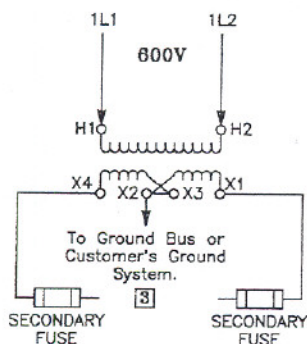 1L1 1L2
600V
H1 H2
X4 X2 X3 X1
To Ground Bus or
Customer's Ground
System.
3
SECONDARY FUSE SECONDARY FUSE